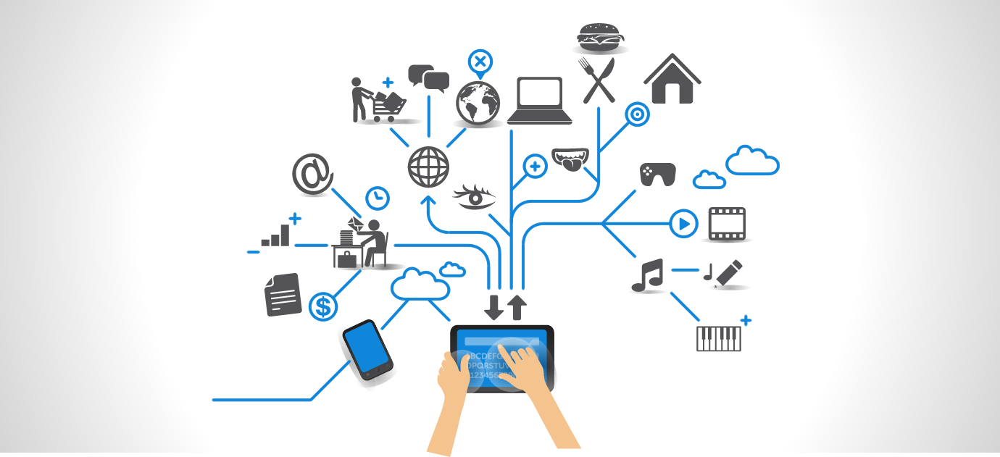 @
$
ABCDEFG
OPQRSTUV
123456